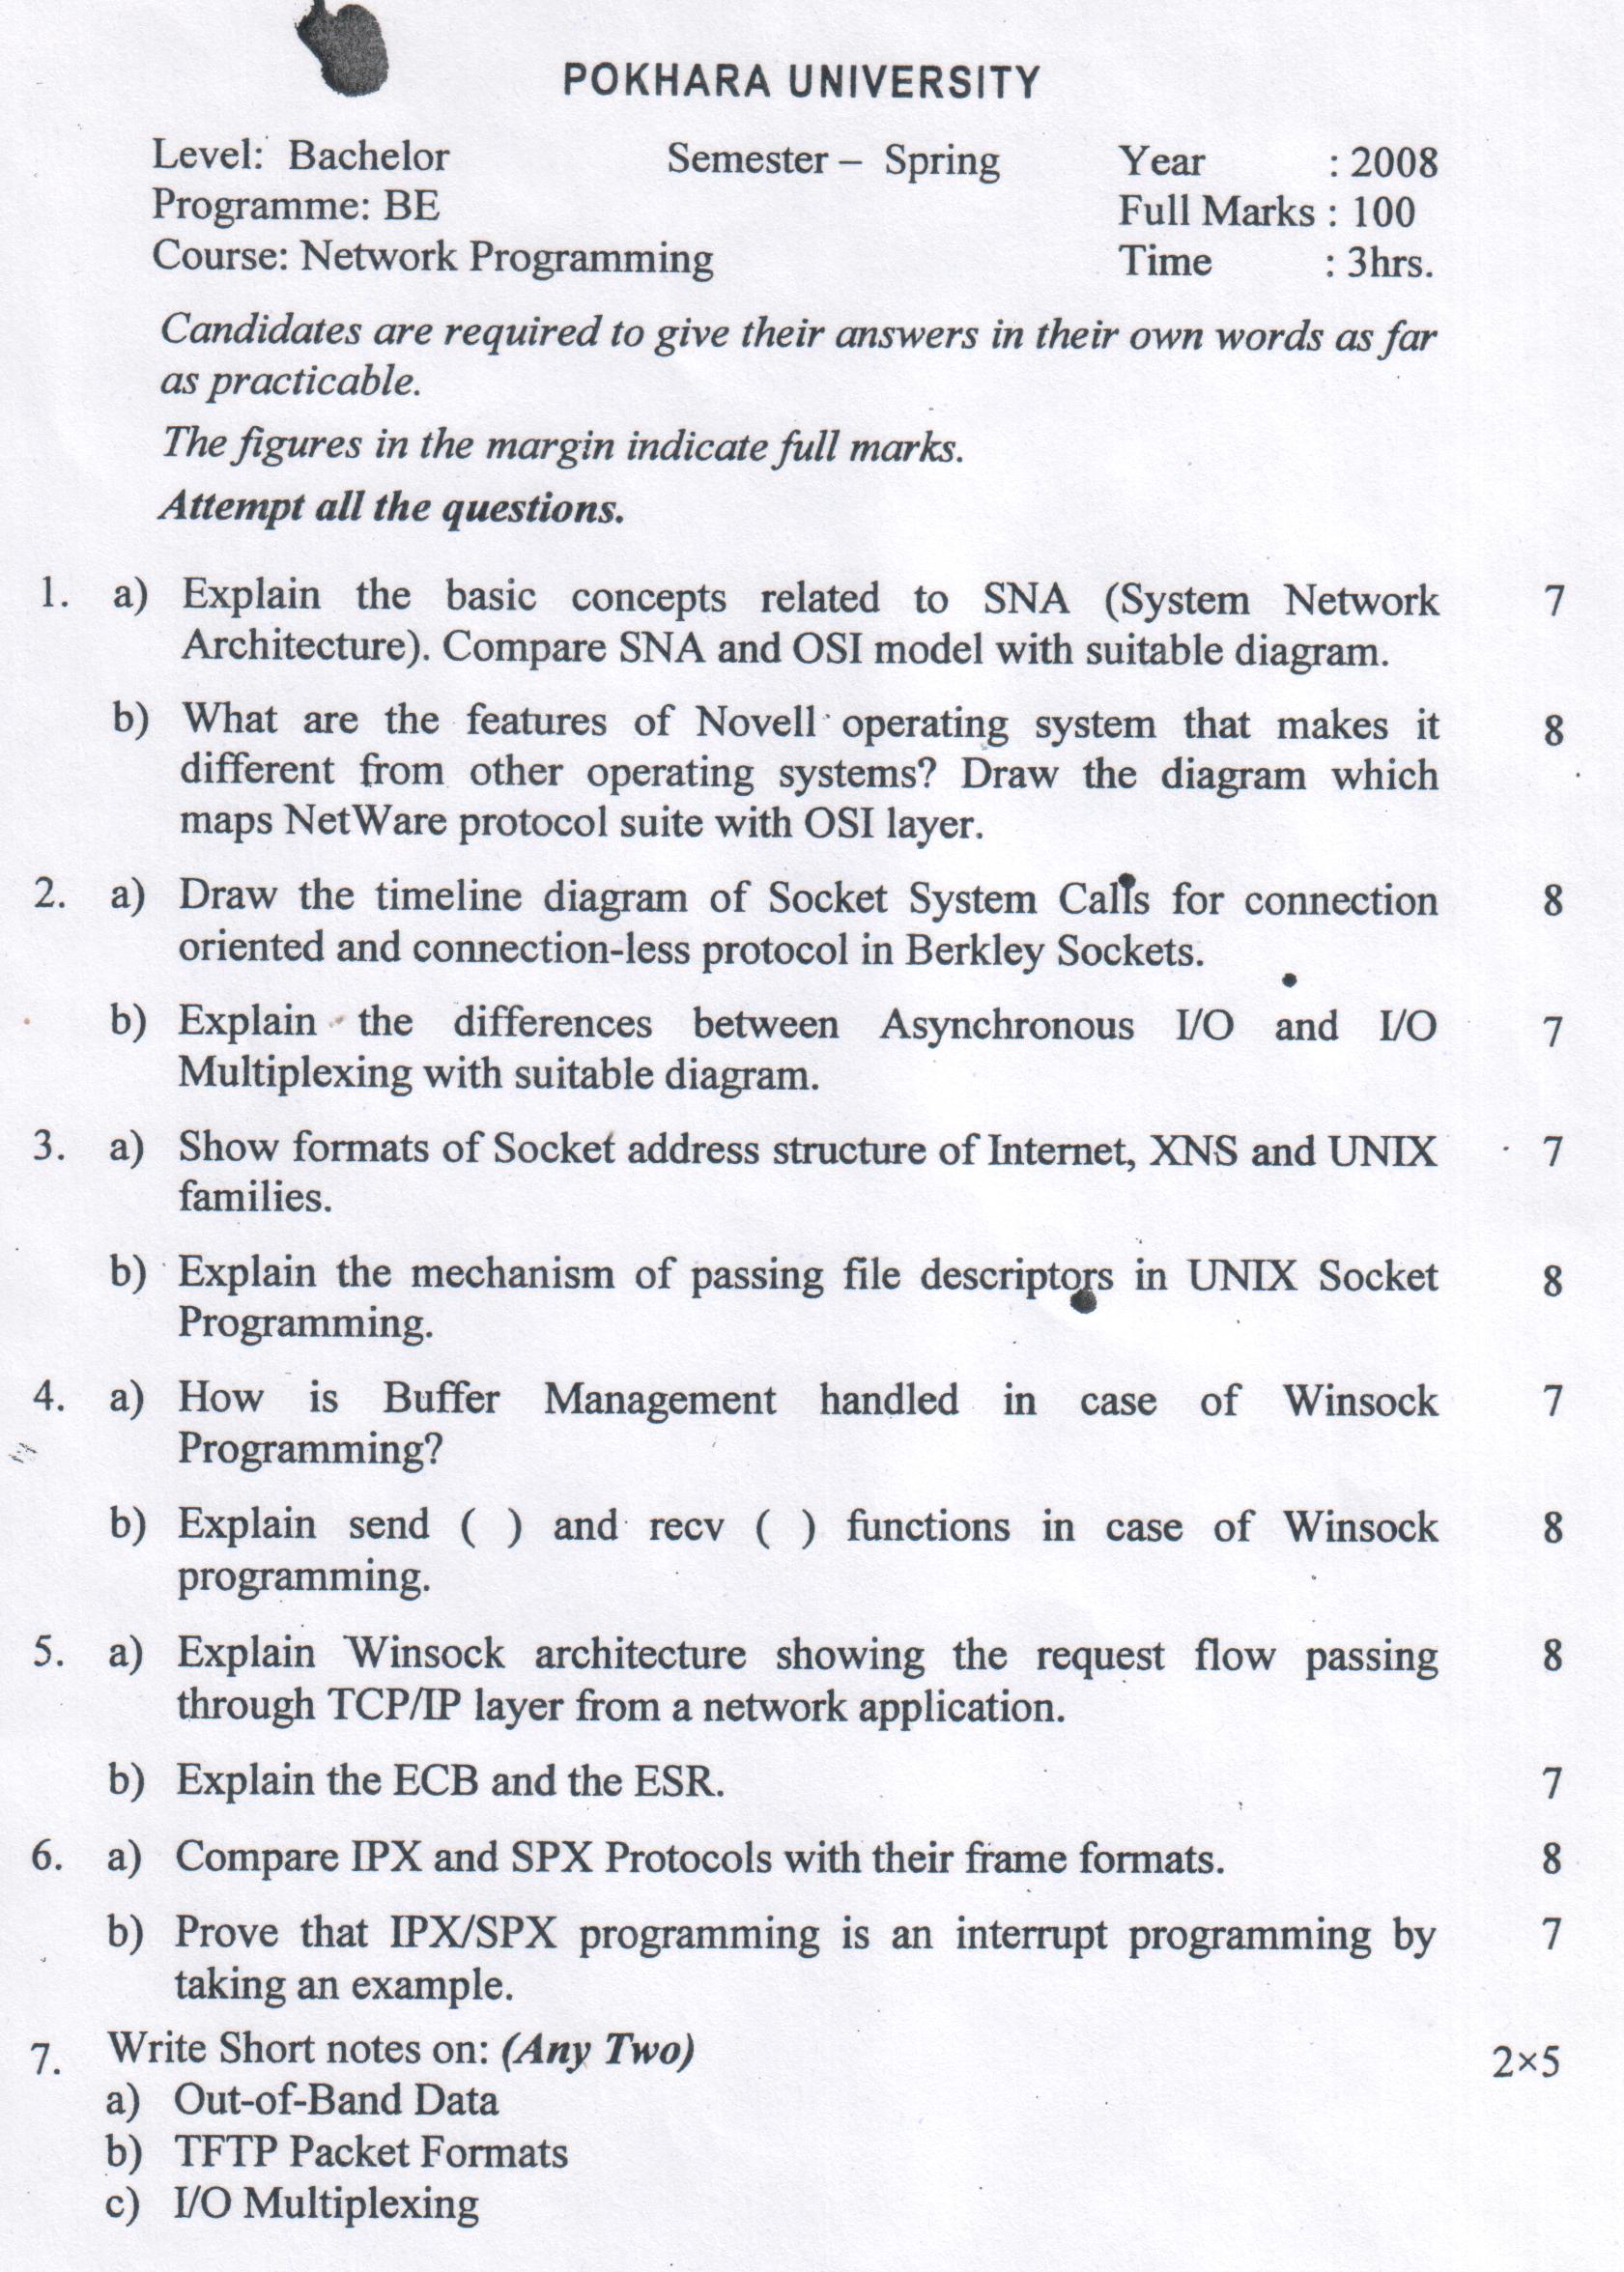 POKHARA UNIVERSITY
Level: Bachelor Semester – Spring Year : 2008
Programme: BE Full Marks : 100
Course: Network Programming Time : 3hrs.
Candidates are required to give their answers in their own words as far
as practicable.
The figures in the margin indicate full marks.
Attempt all the questions.
1. a) Explain the basic concepts related to SNA (System Network 7
Architecture). Compare SNA and OSI model with suitable diagram.
b) What are the features of Novell operating system that makes it 8
different from other operating systems? Draw the diagram which
maps NetWare protocol suite with OSI layer.
2. a) Draw the timeline diagram of Socket System Calls for connection 8
oriented and connection-less protocol in Berkley Sockets.
b) Explain the differences between Asynchronous I/O and I/O 7
Multiplexing with suitable diagram.
3. a) Show formats of Socket address structure of Internet, XNS and UNIX 7
families.
b) Explain the mechanism of passing file descriptors in UNIX Socket 8
Programming.
4. a) How is Buffer Management handled in case of Winsock 7
Programming?
b) Explain send ( ) and recv ( ) functions in case of Winsock 8
programming.
5. a) Explain Winsock architecture showing the request flow passing 8
through TCP/IP layer from a network application.
b) Explain the ECB and the ESR. 7
6. a) Compare IPX and SPX Protocols with their frame formats. 8
b) Prove that IPX/SPX programming is an interrupt programming by 7
taking an example.
7. Write Short notes on: (Any Two) 2×5
a) Out-of-Band Data
b) TFTP Packet Formats
c) I/O Multiplexing